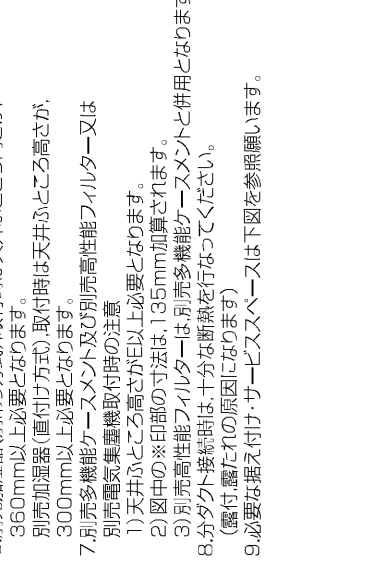 360mm以上必要となります。
別売加湿器(直付け方式),取付時は天井ふところ高さが,
300mm以上必要となります。
7.別売多機能ケースメント及び別売高性能フィルター又は
別売電気集塵機取付時の注意
1)天井ふところ高さがE以上必要となります。
2)図中の※印部の寸法は,135mm加算されます。
3)別売高性能フィルターは,別売多機能ケースメントと併用となります
8.分ダクト接続時は,十分な断熱を行なってください。
(露付,露たれの原因になります)
9.必要な据え付け・サービススペースは下図を参照願います。